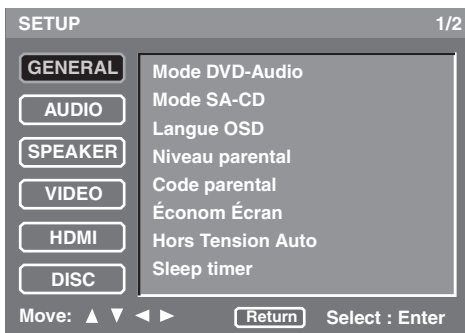 SETUP 1/2
GENERAL
AUDIO
SPEAKER
VIDEO
HDMI
DISC
Mode DVD-Audio
Mode SA-CD
Langue OSD
Niveau parental
Code parental
Économ Écran
Hors Tension Auto
Sleep timer
Move: ▲ ▼ ◄ ► Return Select : Enter